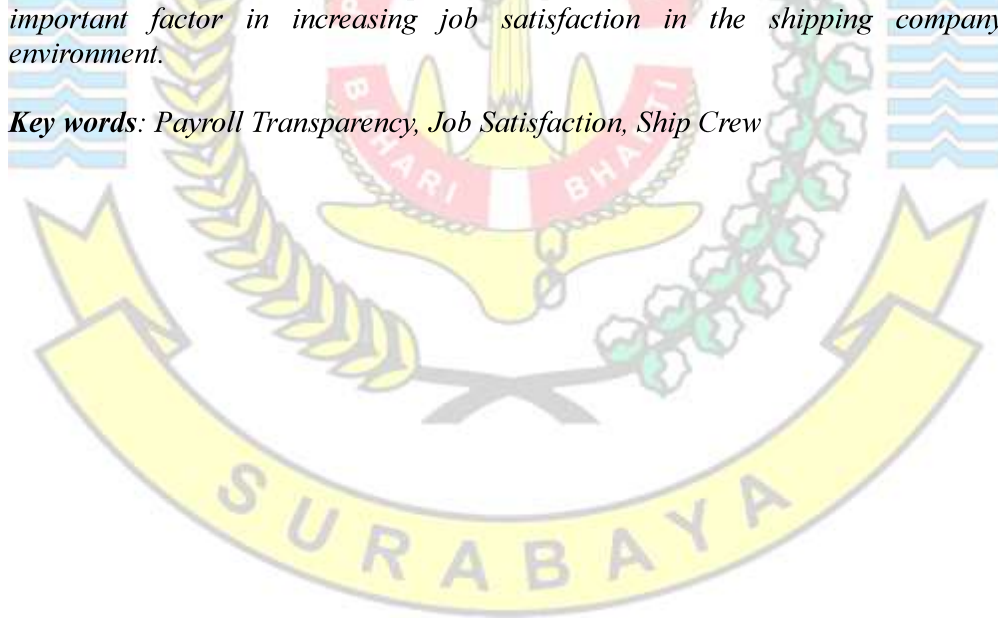 important factor in increasing job satisfaction in the shipping company
environment.
Key words: Payroll Transparency, Job Satisfaction, Ship Crew
BAHARI BHAKTI
SURABAYA